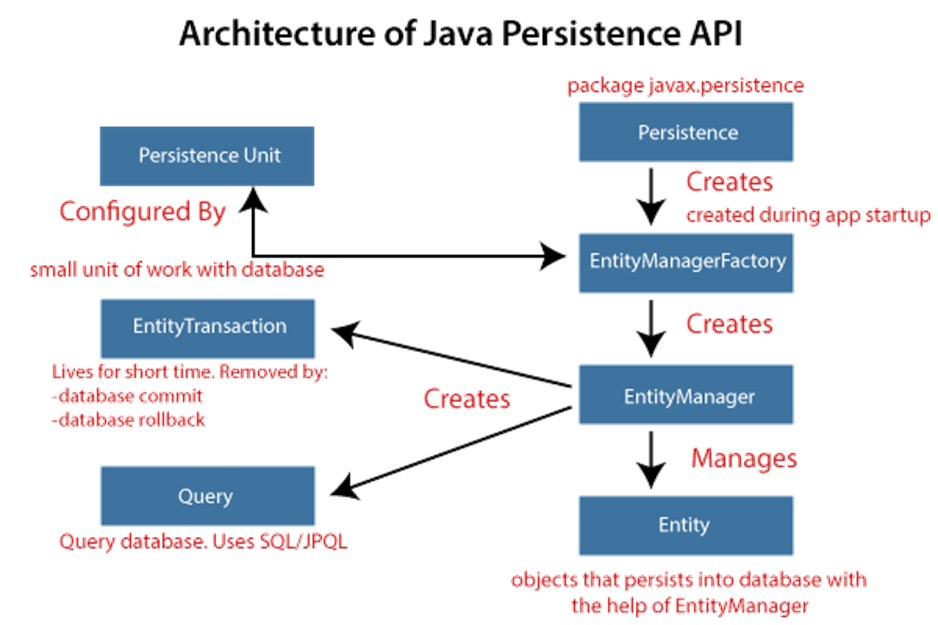 Architecture of Java Persistence API
package javax.persistence
Persistence
Creates
created during app startup
Persistence Unit
Configured By
EntityManagerFactory
small unit of work with database
EntityTransaction
Lives for short time. Removed by:
-database commit
-database rollback
Creates
Creates
EntityManager
Manages
Query
Query database. Uses SQL/JPQL
Entity
objects that persists into database with
the help of EntityManager